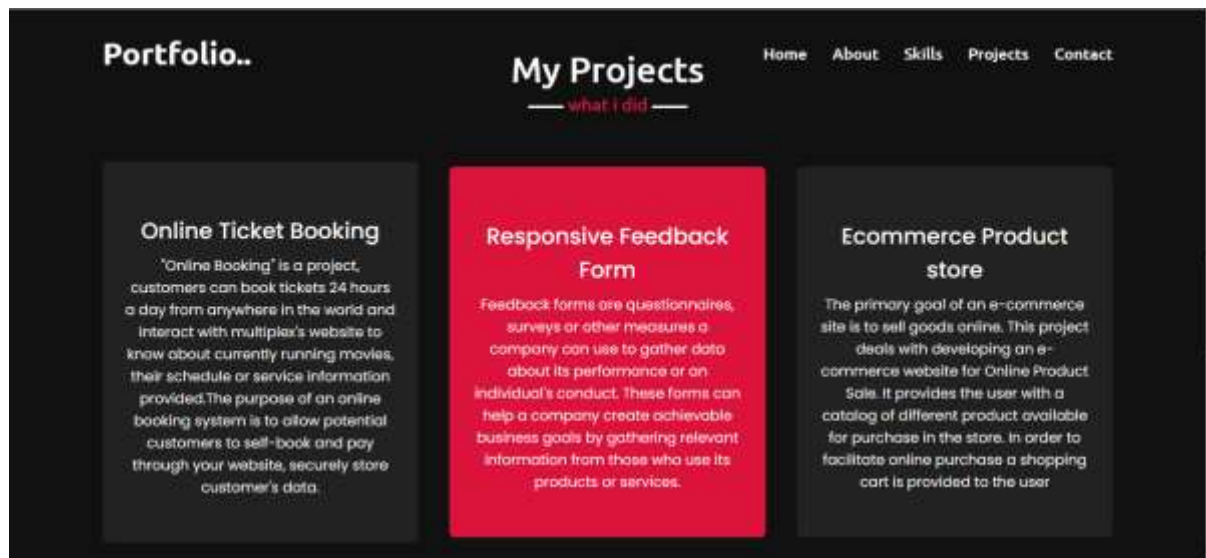 Portfolio..
Home About Skills Projects Contact
My Projects
what i did
Online Ticket Booking
"Online Booking" is a project,
customers can book tickets 24 hours
a day from anywhere in the world and
interact with multiplex's website to
know about currently running movies,
their schedule or service information
provided.The purpose of an online
booking system is to allow potential
customers to self-book and pay
through your website, securely store
customer's data.
Responsive Feedback
Form
Feedback forms are questionnaires,
surveys or other measures a
company can use to gather data
about its performance or an
individual's conduct. These forms can
help a company create achievable
business goals by gathering relevant
information from those who use its
products or services.
Ecommerce Product
store
The primary goal of an e-commerce
site is to sell goods online. This project
deals with developing an e-
commerce website for Online Product
Sale. It provides the user with a
catalog of different product available
for purchase in the store. In order to
facilitate online purchase a shopping
cart is provided to the user